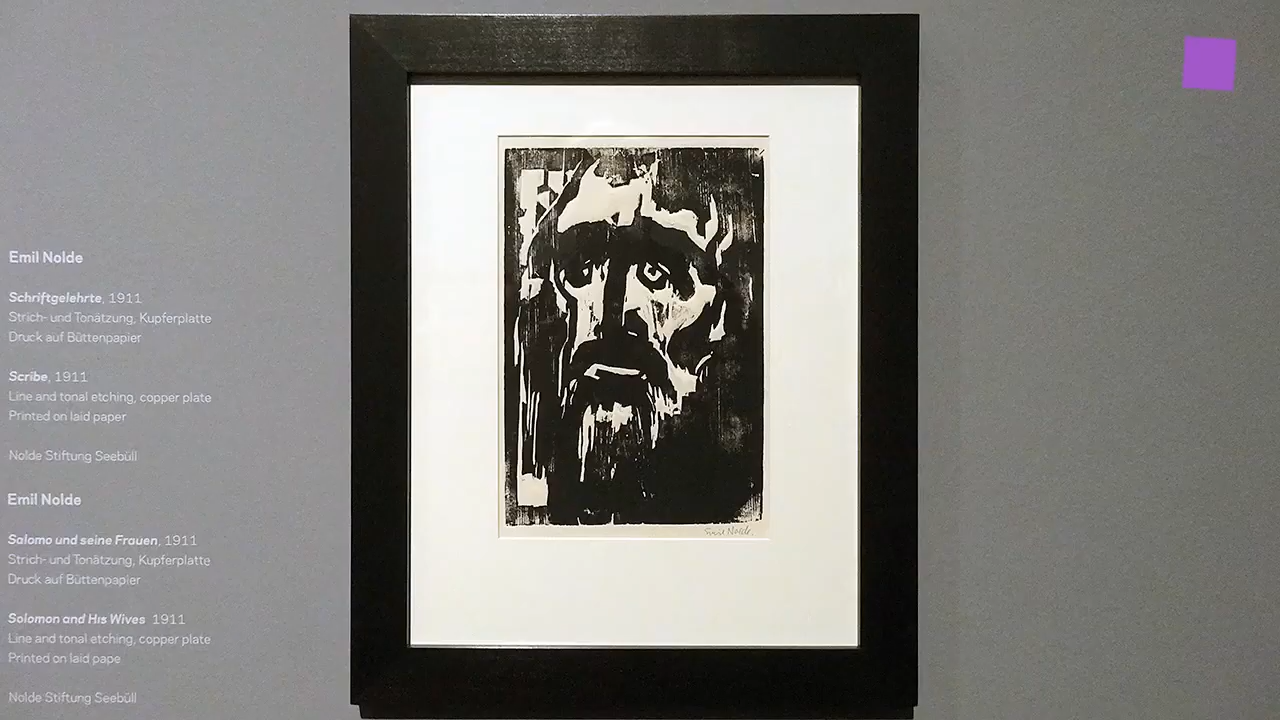 Emil Nolde
Schriftgelehrte, 1911
Strich- und Tonätzung, Kupferplatte
Druck auf Büttenpapier
Scribe, 1911
Line and tonal etching, copper plate
Printed on laid paper
Nolde Stiftung Seebüll
Emil Nolde
Salomo und seine Frauen, 1911
Strich- und Tonätzung, Kupferplatte
Druck auf Büttenpapier
Solomon and His Wives 1911
Line and tonal etching, copper plate
Printed on laid pape
Nolde Stiftung Seebüll
Emil Nolde.